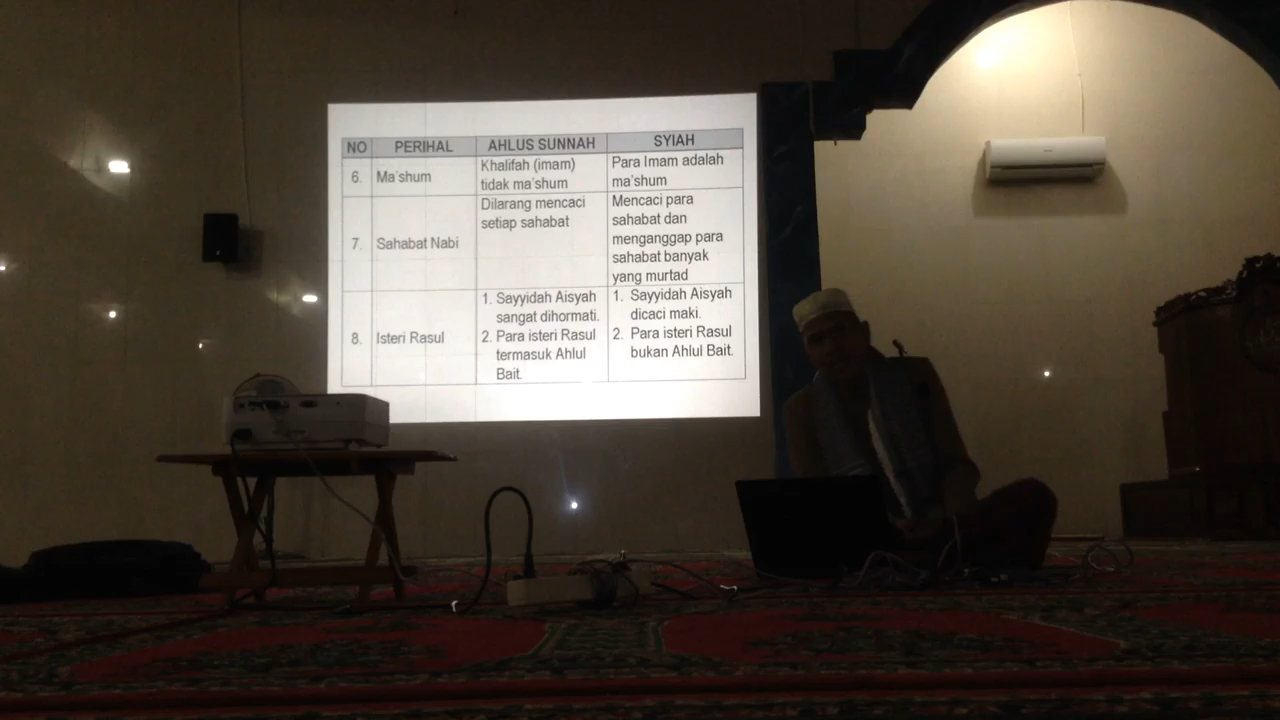 NO PERIHAL AHLUS SUNNAH SYIAH
6. Ma'shum
Khalifah (imam)
tidak ma'shum
Para Imam adalah
ma'shum
7. Sahabat Nabi
Dilarang mencaci
setiap sahabat
Mencaci para
sahabat dan
menganggap para
sahabat banyak
yang murtad
8. Isteri Rasul
1. Sayyidah Aisyah
sangat dihormati.
2. Para isteri Rasul
termasuk Ahlul
Bait.
1. Sayyidah Aisyah
dicaci maki.
2. Para isteri Rasul
bukan Ahlul Bait.